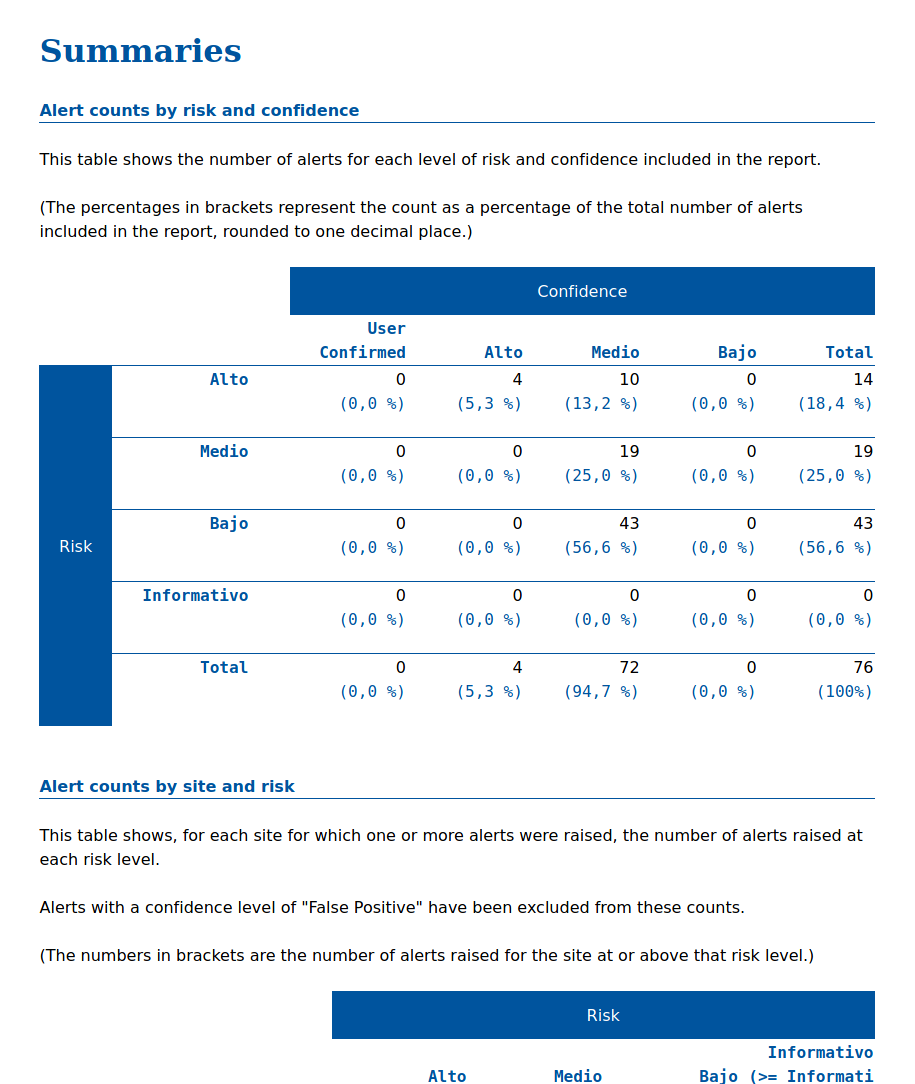 Summaries
Alert counts by risk and confidence
This table shows the number of alerts for each level of risk and confidence included in the report.
(The percentages in brackets represent the count as a percentage of the total number of alerts
included in the report, rounded to one decimal place.)
Confidence
User
Confirmed Alto Medio Bajo Total
Alto 0 4 10 0 14
(0,0 %) (5,3 %) (13,2 %) (0,0 %) (18,4 %)
Medio 0 0 19 0 19
(0,0 %) (0,0 %) (25,0 %) (0,0 %) (25,0 %)
Bajo 0 0 43 0 43
Risk (0,0 %) (0,0 %) (56,6 %) (0,0 %) (56,6 %)
Informativo 0 0 0 0 0
(0,0 %) (0,0 %) (0,0 %) (0,0 %) (0,0 %)
Total 0 4 72 0 76
(0,0 %) (5,3 %) (94,7 %) (0,0 %) (100%)
Alert counts by site and risk
This table shows, for each site for which one or more alerts were raised, the number of alerts raised at
each risk level.
Alerts with a confidence level of "False Positive" have been excluded from these counts.
(The numbers in brackets are the number of alerts raised for the site at or above that risk level.)
Risk
Informativo
Alto Medio Bajo (>= Informati